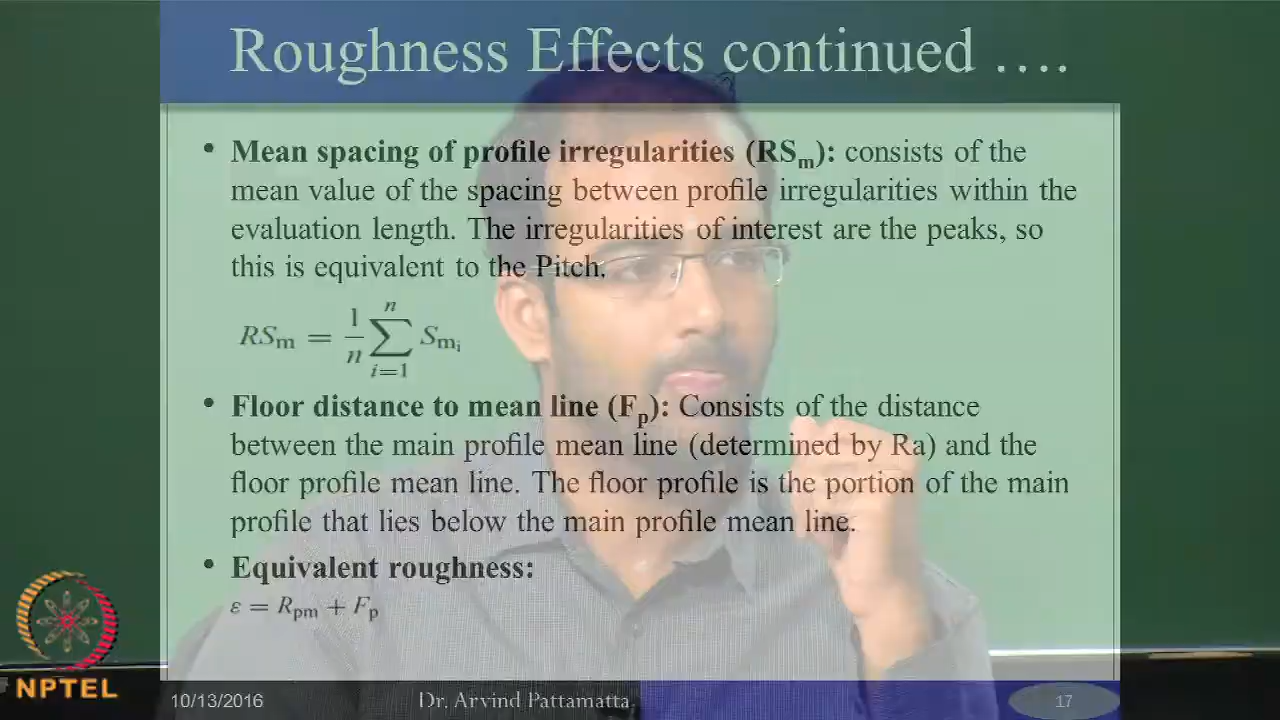 Roughness Effects continued ….
• Mean spacing of profile irregularities (RSm): consists of the
mean value of the spacing between profile irregularities within the
evaluation length. The irregularities of interest are the peaks, so
this is equivalent to the Pitch.
RSm = 1/n ∑_{i=1}^{n} Smi
• Floor distance to mean line (Fp): Consists of the distance
between the main profile mean line (determined by Ra) and the
floor profile mean line. The floor profile is the portion of the main
profile that lies below the main profile mean line.
• Equivalent roughness:
ε = Rpm + Fp
NPTEL
10/13/2016 Dr. Arvind Pattamatta 17